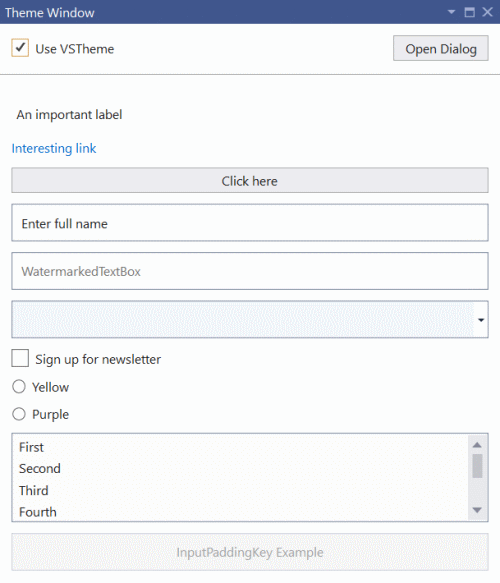 Theme Window
Use VSTheme
Open Dialog
An important label
Interesting link
Click here
Enter full name
WatermarkedTextBox
Sign up for newsletter
Yellow
Purple
First
Second
Third
Fourth
InputPaddingKey Example